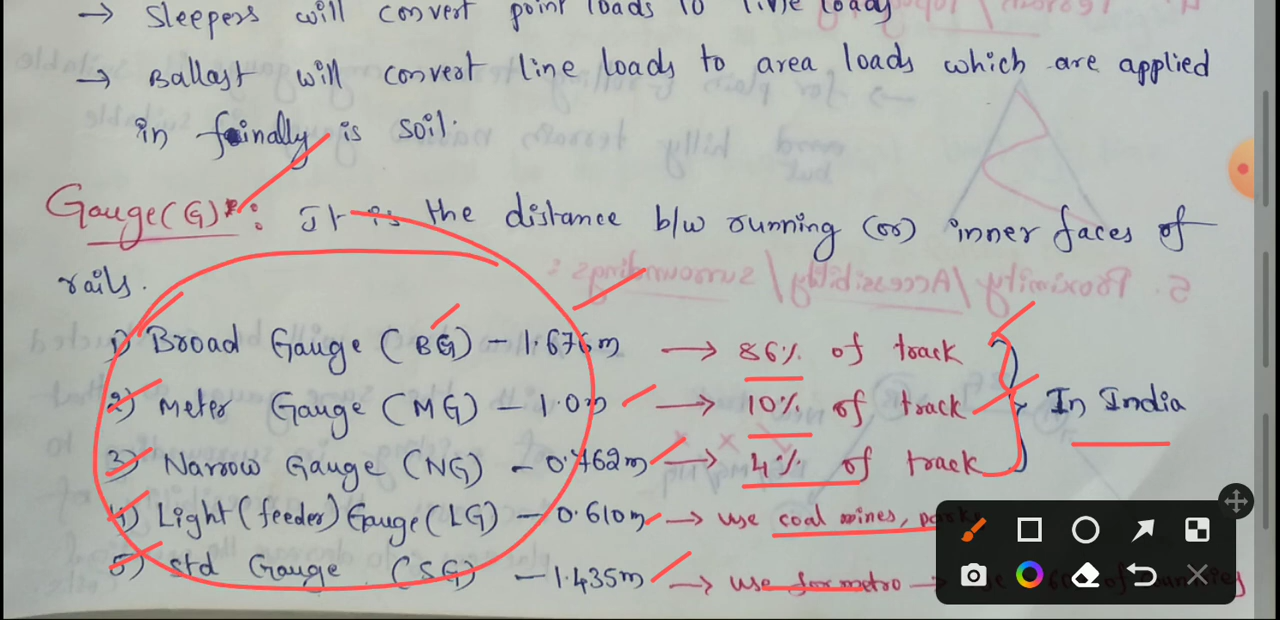 → Sleepers will convert point loads to line loads
→ Ballast will convert line loads to area loads which are applied
in fainally is soil.
Gauge(G)*: It is the distance b/w running (or) inner faces of
rails.
1) Broad Gauge (BG) - 1.676m → 86% of track
2) Meter Gauge (MG) - 1.0m → 10% of track In India
3) Narrow Gauge (NG) - 0.762m → 4% of track
4) Light (feeder) Gauge (LG) - 0.610m → use coal mines,
5) Std Gauge (SG) - 1.435m → use for metro →